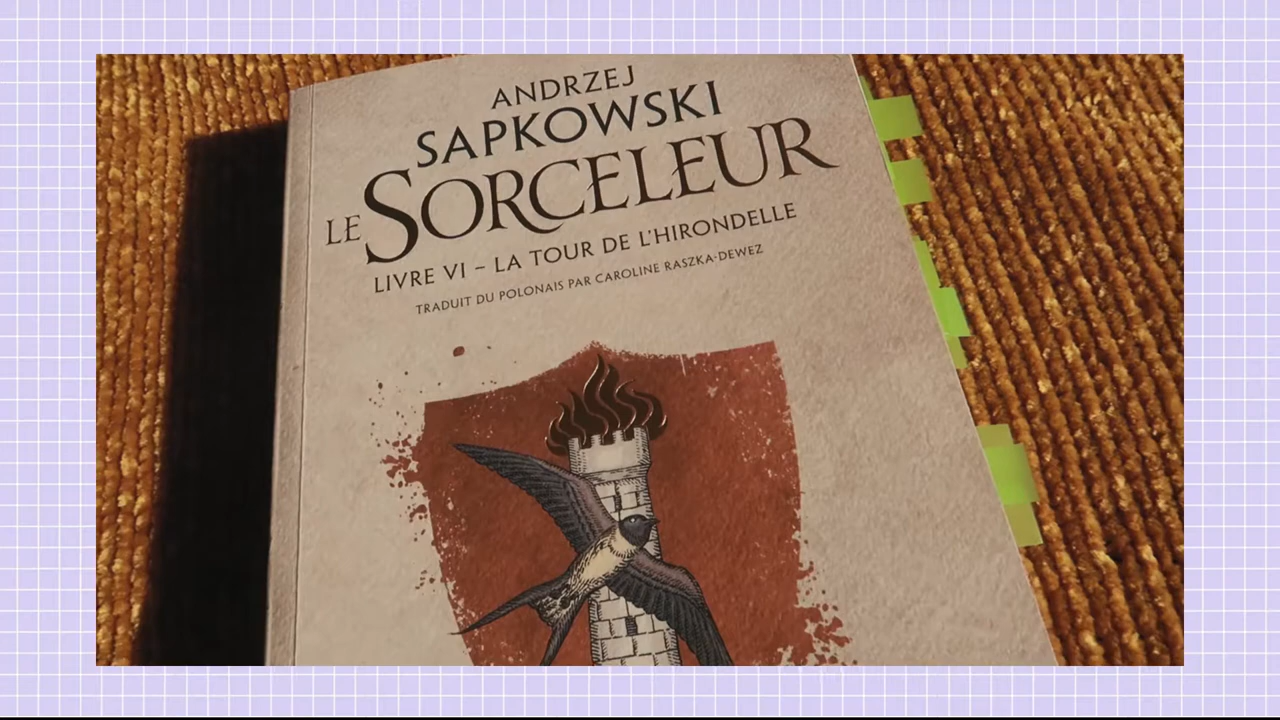 ANDRZEJ
SAPKOWSKI
LE SORCELEUR
LIVRE VI – LA TOUR DE L'HIRONDELLE
TRADUIT DU POLONAIS PAR CAROLINE RASZKA-DEWEZ